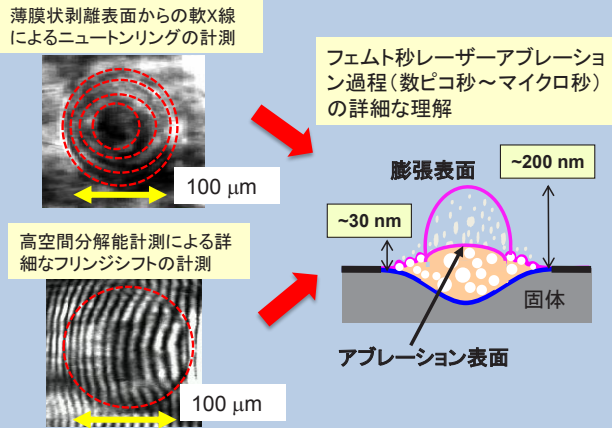 薄膜状剥離表面からの軟X線
によるニュートンリングの計測
100 μm
高空間分解能計測による詳
細なフリンジシフトの計測
100 μm
フェムト秒レーザーアブレーショ
ン過程（数ピコ秒～マイクロ秒）
の詳細な理解
膨張表面
~200 nm
~30 nm
固体
アブレーション表面